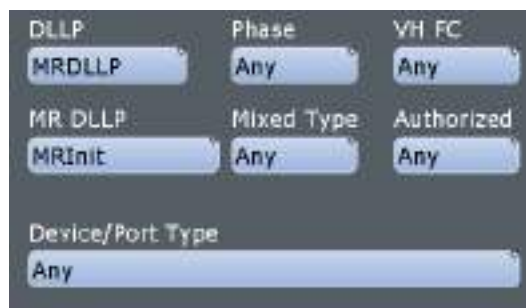 DLLP Phase VH FC
MRDLLP Any Any
MR DLLP Mixed Type Authorized
MRInit Any Any
Device/Port Type
Any